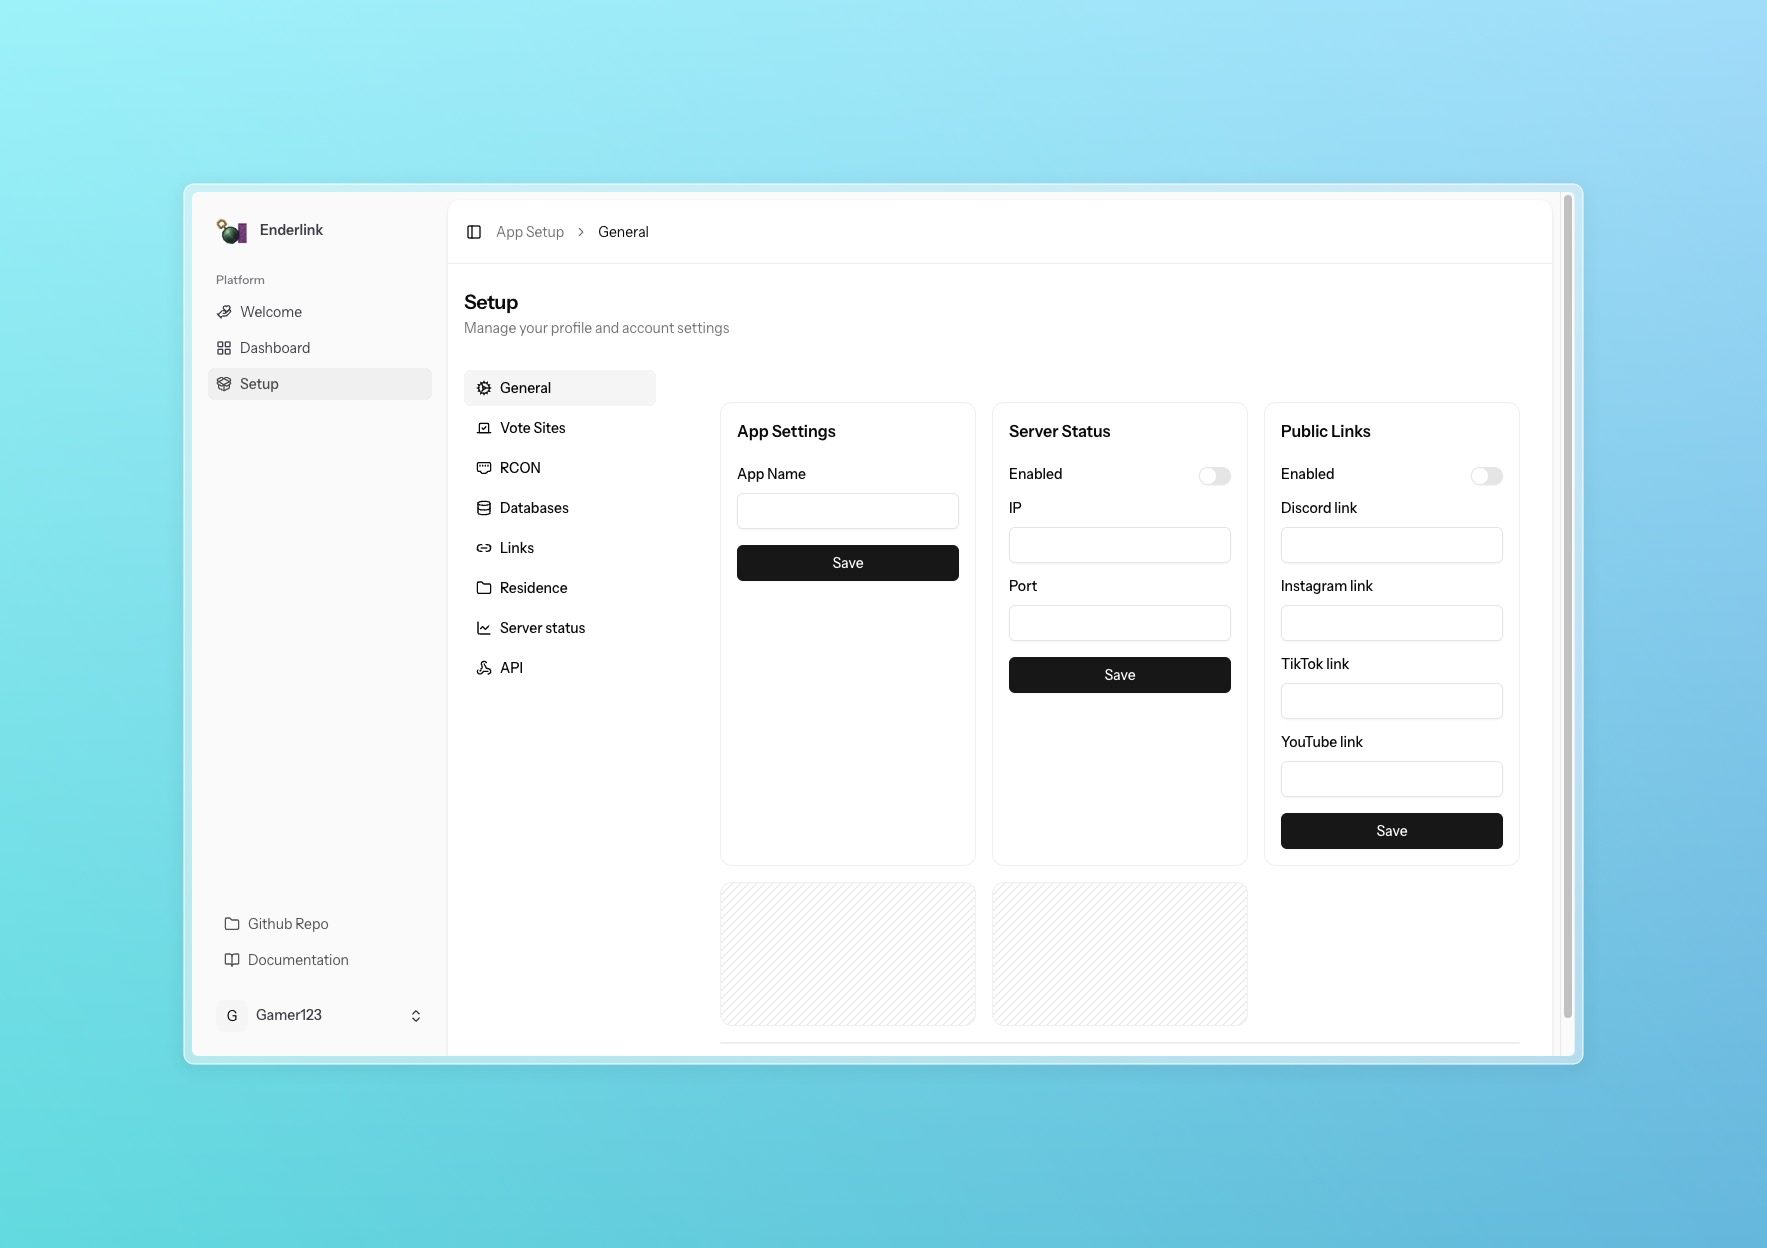 Enderlink
Platform
Welcome
Dashboard
Setup
Github Repo
Documentation
G
Gamer123
App Setup
General
Setup
Manage your profile and account settings
General
Vote Sites
RCON
Databases
Links
Residence
Server status
API
App Settings
App Name
Save
Server Status
Enabled
IP
Port
Save
Public Links
Enabled
Discord link
Instagram link
TikTok link
YouTube link
Save